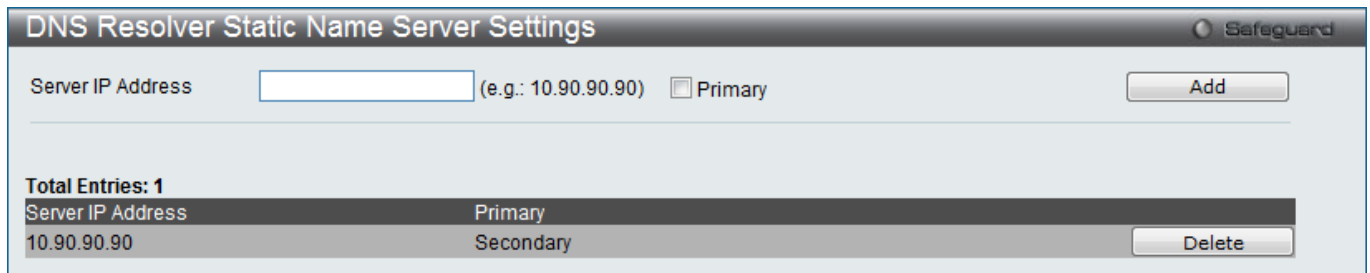 DNS Resolver Static Name Server Settings Safeguard
Server IP Address (e.g.: 10.90.90.90) Primary Add
Total Entries: 1
Server IP Address Primary
10.90.90.90 Secondary Delete